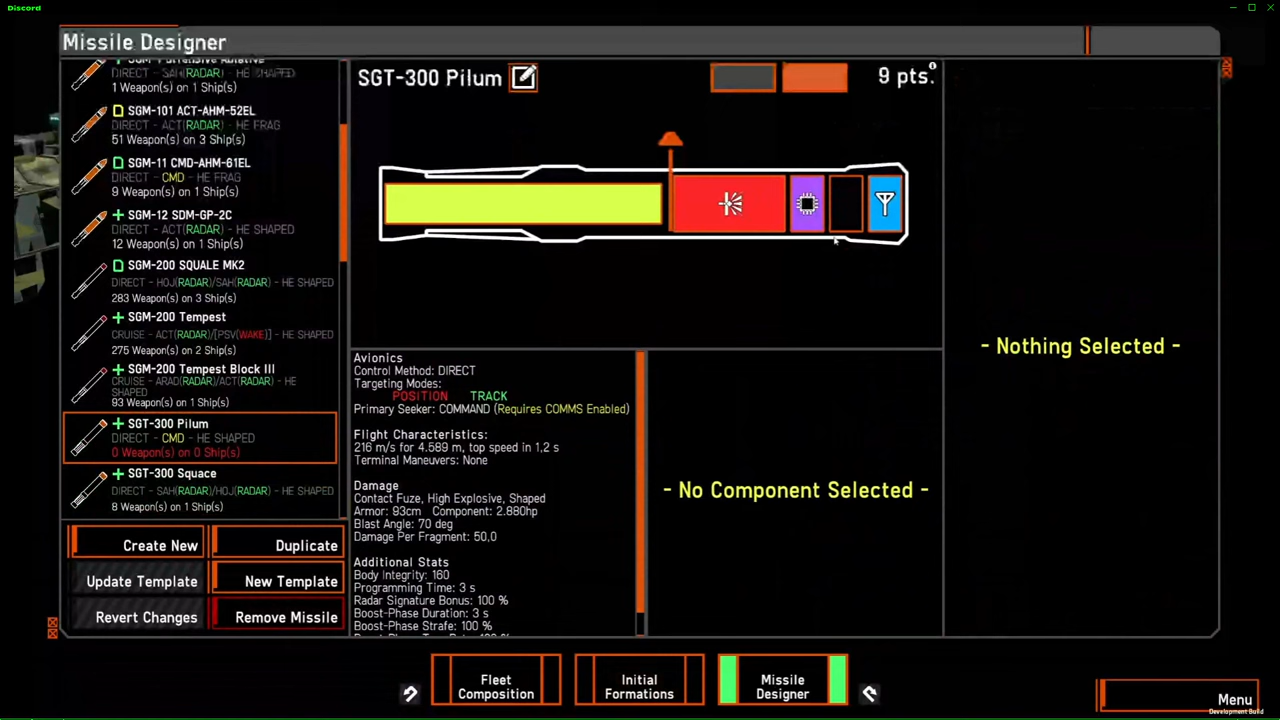 Discord
Missile Designer
DIRECT - SAH(RADAR) - HE SHAPED
1 Weapon(s) on 1 Ship(s)
SGM-101 ACT-AHM-52EL
DIRECT - ACT(RADAR) - HE FRAG
51 Weapon(s) on 3 Ship(s)
SGM-11 CMD-AHM-61EL
DIRECT - CMD - HE FRAG
9 Weapon(s) on 1 Ship(s)
SGM-12 SDM-GP-2C
DIRECT - ACT(RADAR) - HE SHAPED
12 Weapon(s) on 1 Ship(s)
SGM-200 SQUALE MK2
DIRECT - HOJ(RADAR)/SAH(RADAR) - HE SHAPED
283 Weapon(s) on 3 Ship(s)
SGM-200 Tempest
CRUISE - ACT(RADAR)/[PSV(WAKE)] - HE SHAPED
275 Weapon(s) on 2 Ship(s)
SGM-200 Tempest Block III
CRUISE - ARAD(RADAR)/ACT(RADAR) - HE
SHAPED
93 Weapon(s) on 1 Ship(s)
SGT-300 Pilum
DIRECT - CMD - HE SHAPED
0 Weapon(s) on 0 Ship(s)
SGT-300 Squace
DIRECT - SAH(RADAR)/HOJ(RADAR) - HE SHAPED
8 Weapon(s) on 1 Ship(s)
Create New
Duplicate
Update Template
New Template
Revert Changes
Remove Missile
SGT-300 Pilum
9 pts.
Avionics
Control Method: DIRECT
Targeting Modes:
POSITION TRACK
Primary Seeker: COMMAND (Requires COMMS Enabled)
Flight Characteristics:
216 m/s for 4.589 m, top speed in 1,2 s
Terminal Maneuvers: None
Damage
Contact Fuze, High Explosive, Shaped
Armor: 93cm Component: 2.880hp
Blast Angle: 70 deg
Damage Per Fragment: 50,0
Additional Stats
Body Integrity: 160
Programming Time: 3 s
Radar Signature Bonus: 100 %
Boost-Phase Duration: 3 s
Boost-Phase Strafe: 100 %
- No Component Selected -
- Nothing Selected -
Fleet
Composition
Initial
Formations
Missile
Designer
Menu
Development Build